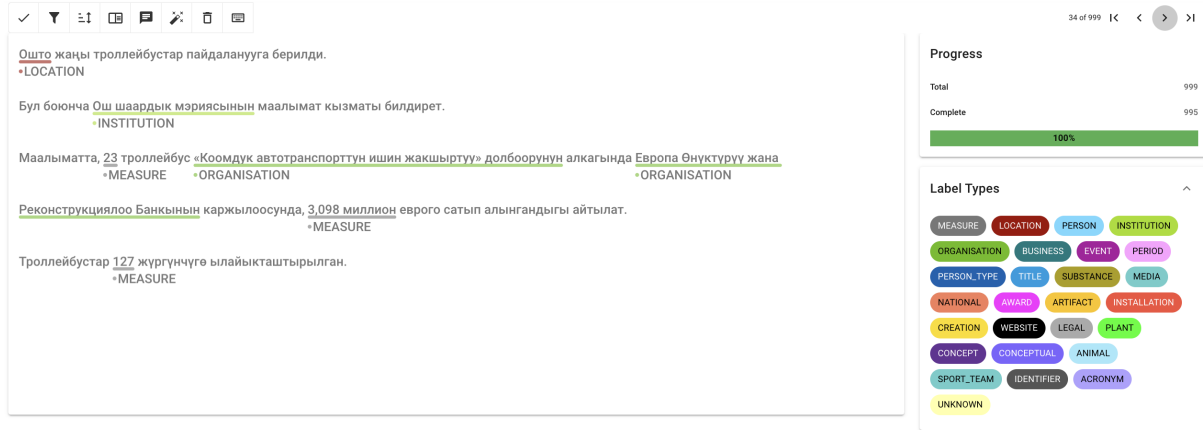 34 of 999
Ошто жаңы троллейбустар пайдаланууга берилди.
•LOCATION
Бул боюнча Ош шаардык мэриясынын маалымат кызматы билдирет.
•INSTITUTION
Маалыматта, 23 троллейбус «Коомдук автотранспорттун ишин жакшыртуу» долбоорунун алкагында Европа Өнүктүрүү жана
•MEASURE •ORGANISATION •ORGANISATION
Реконструкциялоо Банкынын каржылоосунда, 3,098 миллион еврого сатып алынгандыгы айтылат.
•MEASURE
Троллейбустар 127 жүргүнчүгө ылайыкташтырылган.
•MEASURE
Progress
Total 999
Complete 995
100%
Label Types
MEASURE LOCATION PERSON INSTITUTION
ORGANISATION BUSINESS EVENT PERIOD
PERSON_TYPE TITLE SUBSTANCE MEDIA
NATIONAL AWARD ARTIFACT INSTALLATION
CREATION WEBSITE LEGAL PLANT
CONCEPT CONCEPTUAL ANIMAL
SPORT_TEAM IDENTIFIER ACRONYM
UNKNOWN